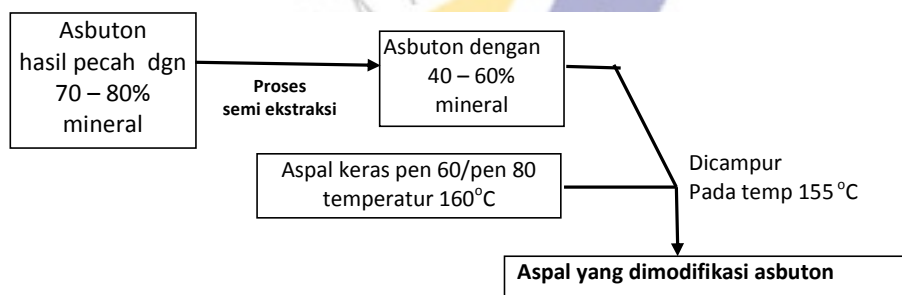 Asbuton
hasil pecah dgn
70 – 80%
mineral
Proses
semi ekstraksi
Asbuton dengan
40 – 60%
mineral
Aspal keras pen 60/pen 80
temperatur 160°C
Dicampur
Pada temp 155 °C
Aspal yang dimodifikasi asbuton